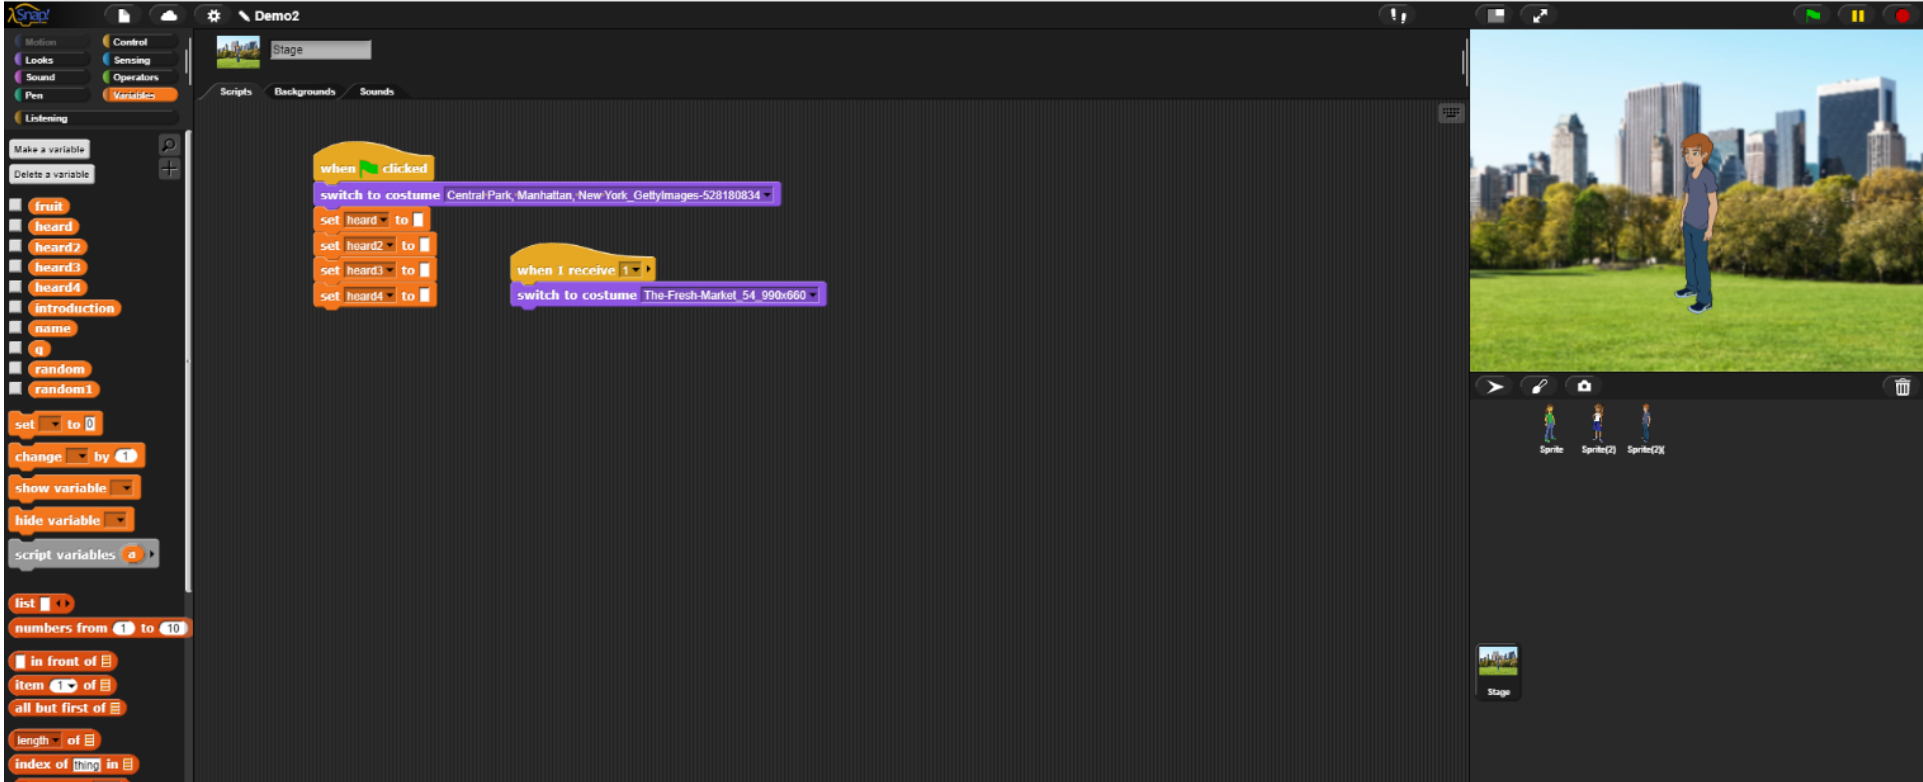 Snap!
Demo2
Motion
Control
Looks
Sensing
Sound
Operators
Pen
Variables
Listening
Make a variable
Delete a variable
fruit
heard
heard2
heard3
heard4
introduction
name
q
random
random1
set to 0
change by 1
show variable
hide variable
script variables a
list
numbers from 1 to 10
in front of
item 1 of
all but first of
length of
index of thing in
Stage
Scripts Backgrounds Sounds
when clicked
switch to costume Central Park, Manhattan, New York_GettyImages-528180834
set heard to
set heard2 to
set heard3 to
set heard4 to
when I receive 1
switch to costume The-Fresh-Market_54_990x660
Sprite Sprite(2) Sprite(2)(
Stage